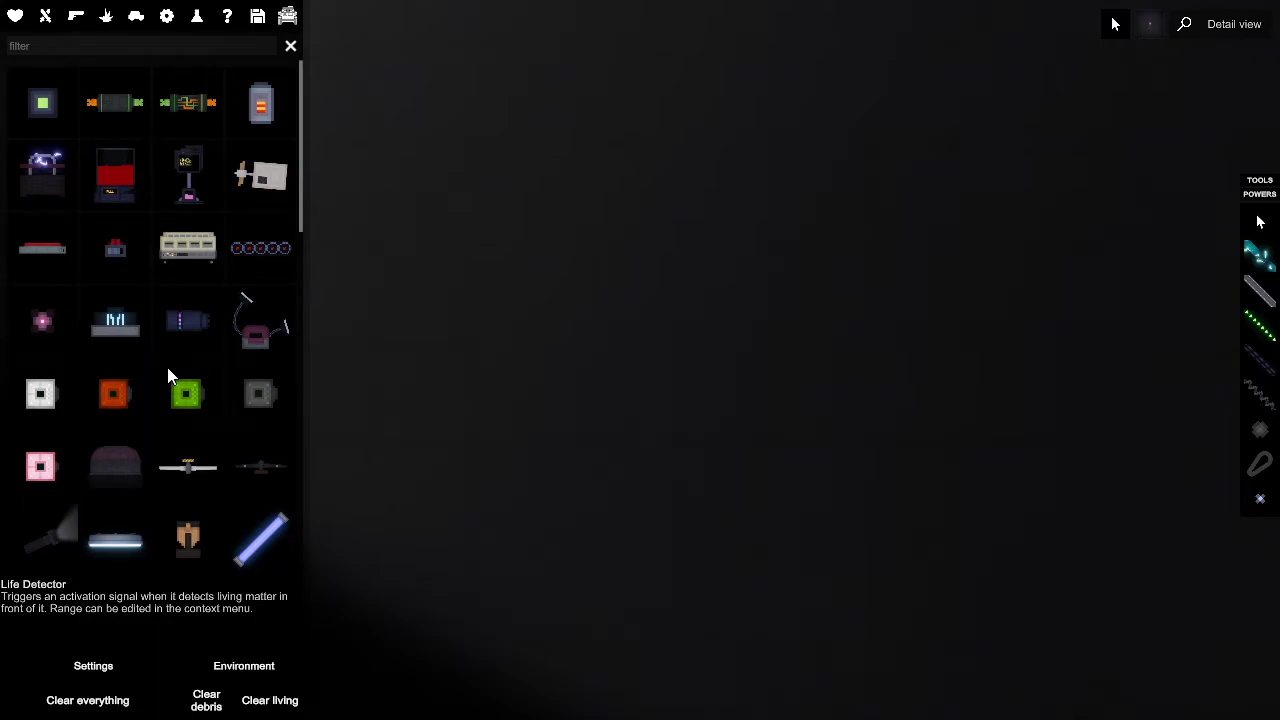 Detail view
filter
TOOLS
POWERS
Life Detector
Triggers an activation signal when it detects living matter in
front of it. Range can be edited in the context menu.
Settings
Environment
Clear everything
Clear
debris
Clear living